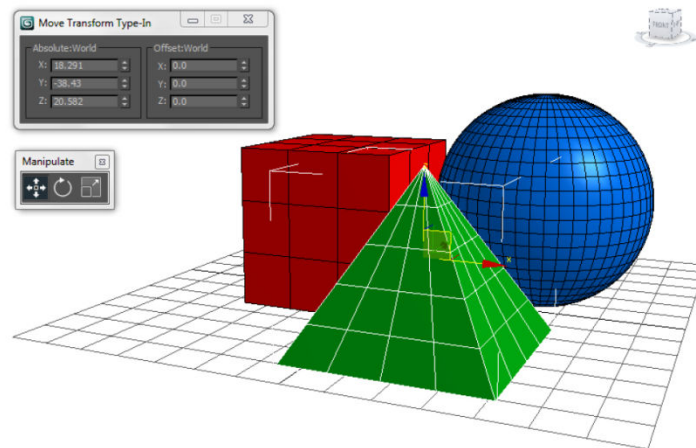 Move Transform Type-In
Absolute:World
X: 18.291
Y: -38.43
Z: 20.582
Offset:World
X: 0.0
Y: 0.0
Z: 0.0
Manipulate
FRONT
x